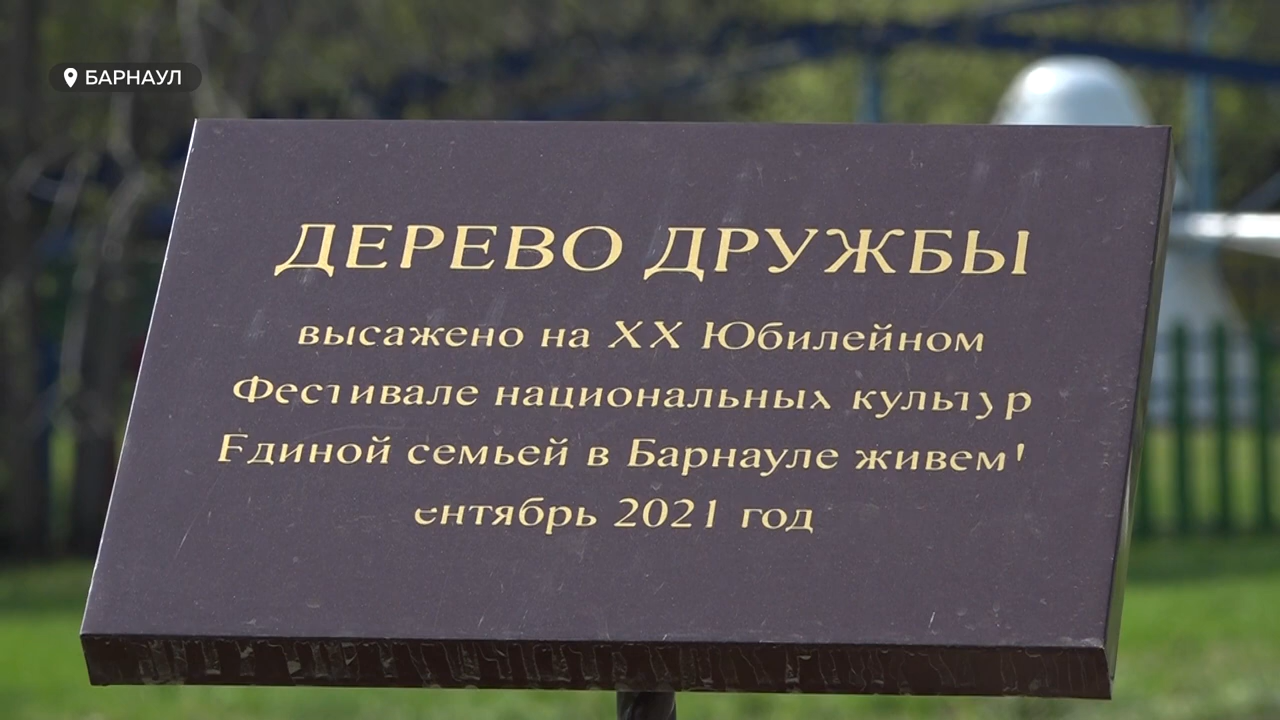 БАРНАУЛ
ДЕРЕВО ДРУЖБЫ
высажено на XX Юбилейном
Фестивале национальных культур
Единой семьей в Барнауле живем!
ентябрь 2021 год